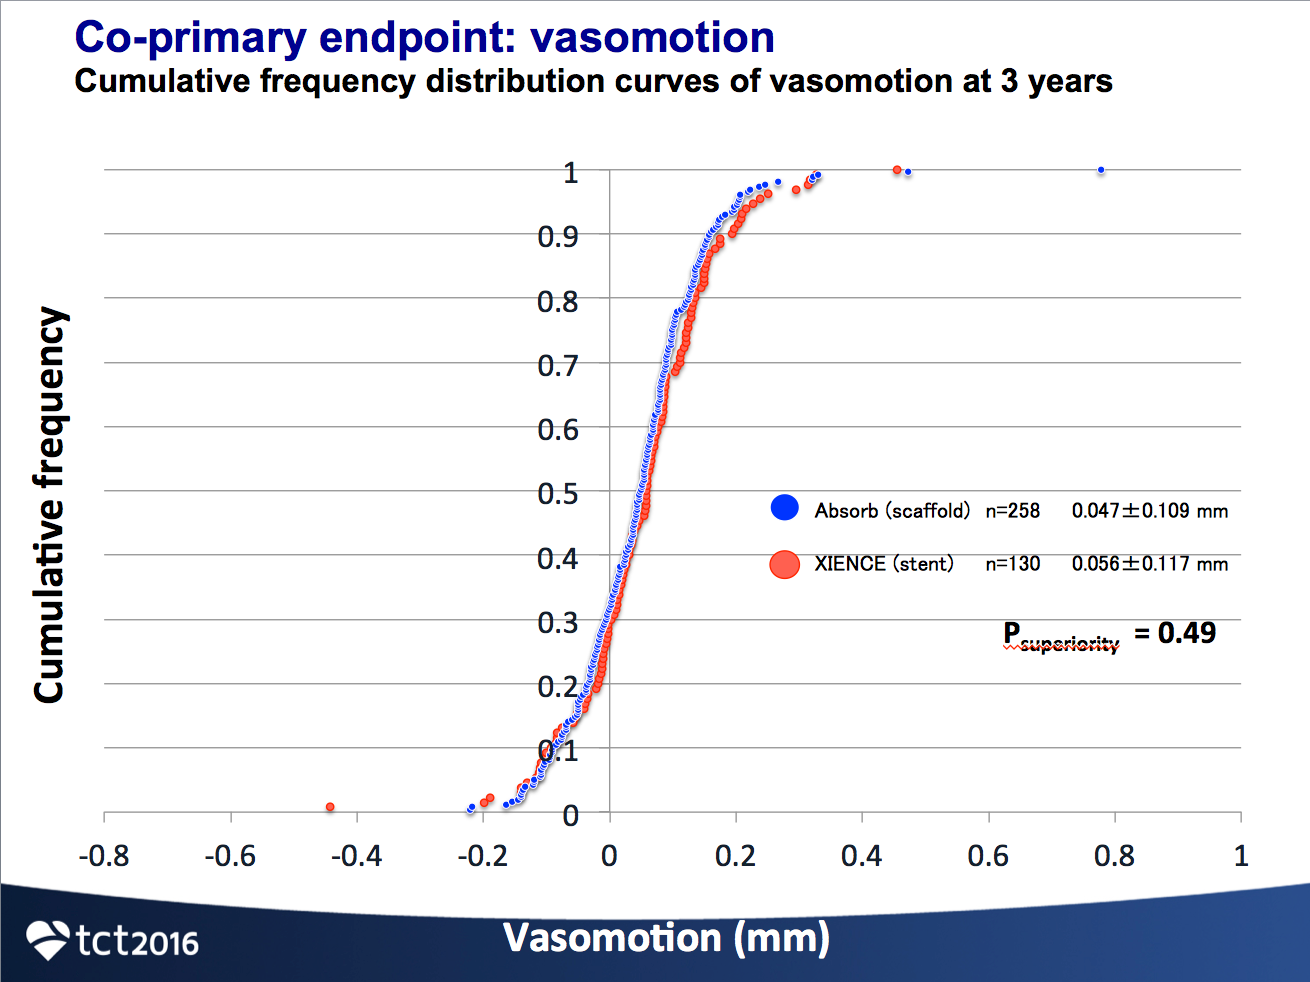 Co-primary endpoint: vasomotion
Cumulative frequency distribution curves of vasomotion at 3 years
Cumulative frequency
1
0.9
0.8
0.7
0.6
0.5
0.4
0.3
0.2
0.1
0
Absorb (scaffold) n=258 0.047±0.109 mm
XIENCE (stent) n=130 0.056±0.117 mm
Psuperiority = 0.49
-0.8 -0.6 -0.4 -0.2 0 0.2 0.4 0.6 0.8 1
Vasomotion (mm)
tct2016